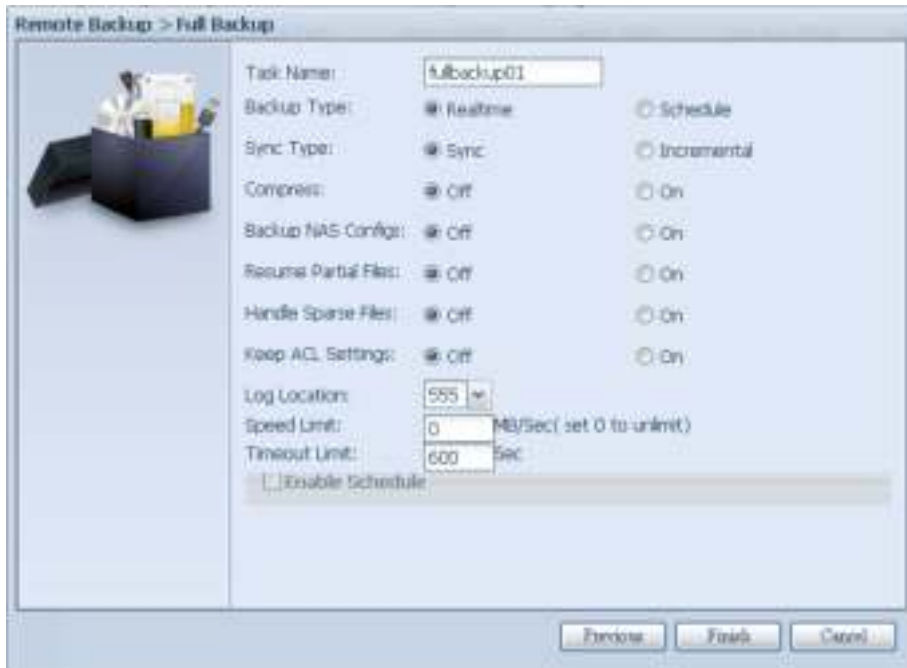 Remote Backup > Full Backup
Task Name: fullbackup01
Backup Type: Realtime Schedule
Sync Type: Sync Incremental
Compress: Off On
Backup NAS Configs: Off On
Resume Partial Files: Off On
Handle Sparse Files: Off On
Keep ACL Settings: Off On
Log Location: 555
Speed Limit: 0 MB/Sec( set 0 to unlimit)
Timeout Limit: 600 Sec
Enable Schedule
Previous Finish Cancel